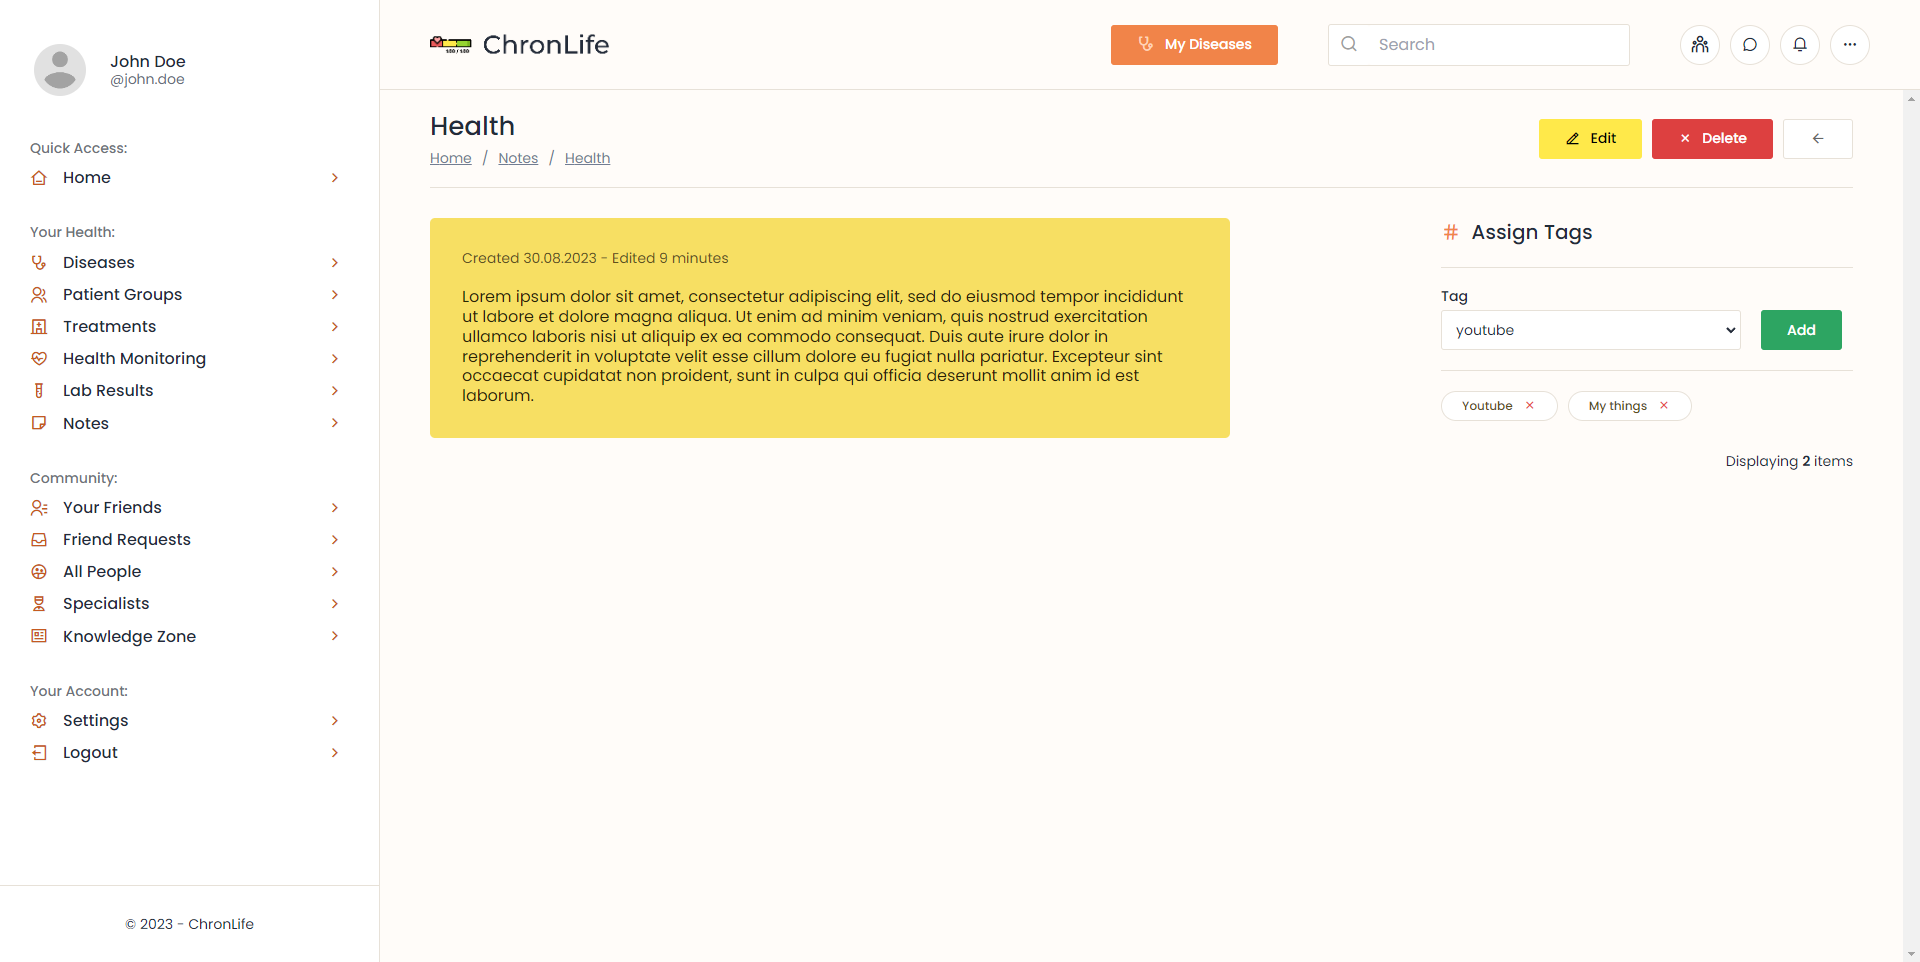 John Doe
@john.doe
Quick Access:
Home
Your Health:
Diseases
Patient Groups
Treatments
Health Monitoring
Lab Results
Notes
Community:
Your Friends
Friend Requests
All People
Specialists
Knowledge Zone
Your Account:
Settings
Logout
© 2023 - ChronLife
ChronLife
My Diseases
Search
Health
Home / Notes / Health
Edit
Delete
Created 30.08.2023 - Edited 9 minutes
Lorem ipsum dolor sit amet, consectetur adipiscing elit, sed do eiusmod tempor incididunt
ut labore et dolore magna aliqua. Ut enim ad minim veniam, quis nostrud exercitation
ullamco laboris nisi ut aliquip ex ea commodo consequat. Duis aute irure dolor in
reprehenderit in voluptate velit esse cillum dolore eu fugiat nulla pariatur. Excepteur sint
occaecat cupidatat non proident, sunt in culpa qui officia deserunt mollit anim id est
laborum.
# Assign Tags
Tag
youtube
Add
Youtube
My things
Displaying 2 items